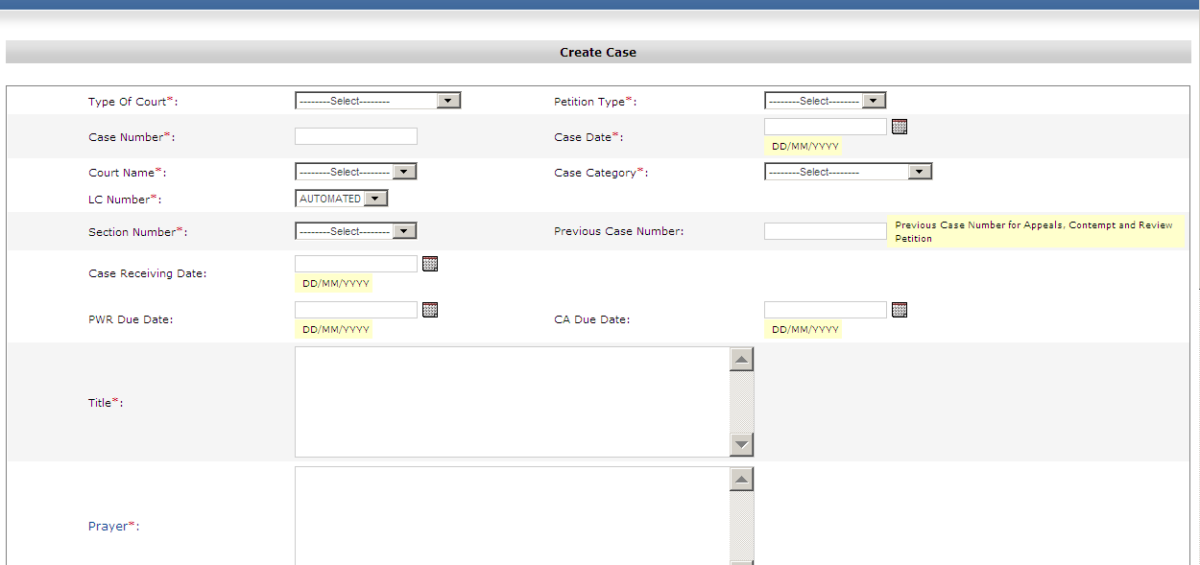 Create Case
Type Of Court*: --------Select-------- Petition Type*: --------Select--------
Case Number*: Case Date*:
DD/MM/YYYY
Court Name*: --------Select-------- Case Category*: --------Select--------
LC Number*: AUTOMATED
Section Number*: --------Select-------- Previous Case Number: Previous Case Number for Appeals, Contempt and Review
Petition
Case Receiving Date:
DD/MM/YYYY
PWR Due Date: CA Due Date:
DD/MM/YYYY DD/MM/YYYY
Title*:
Prayer*: